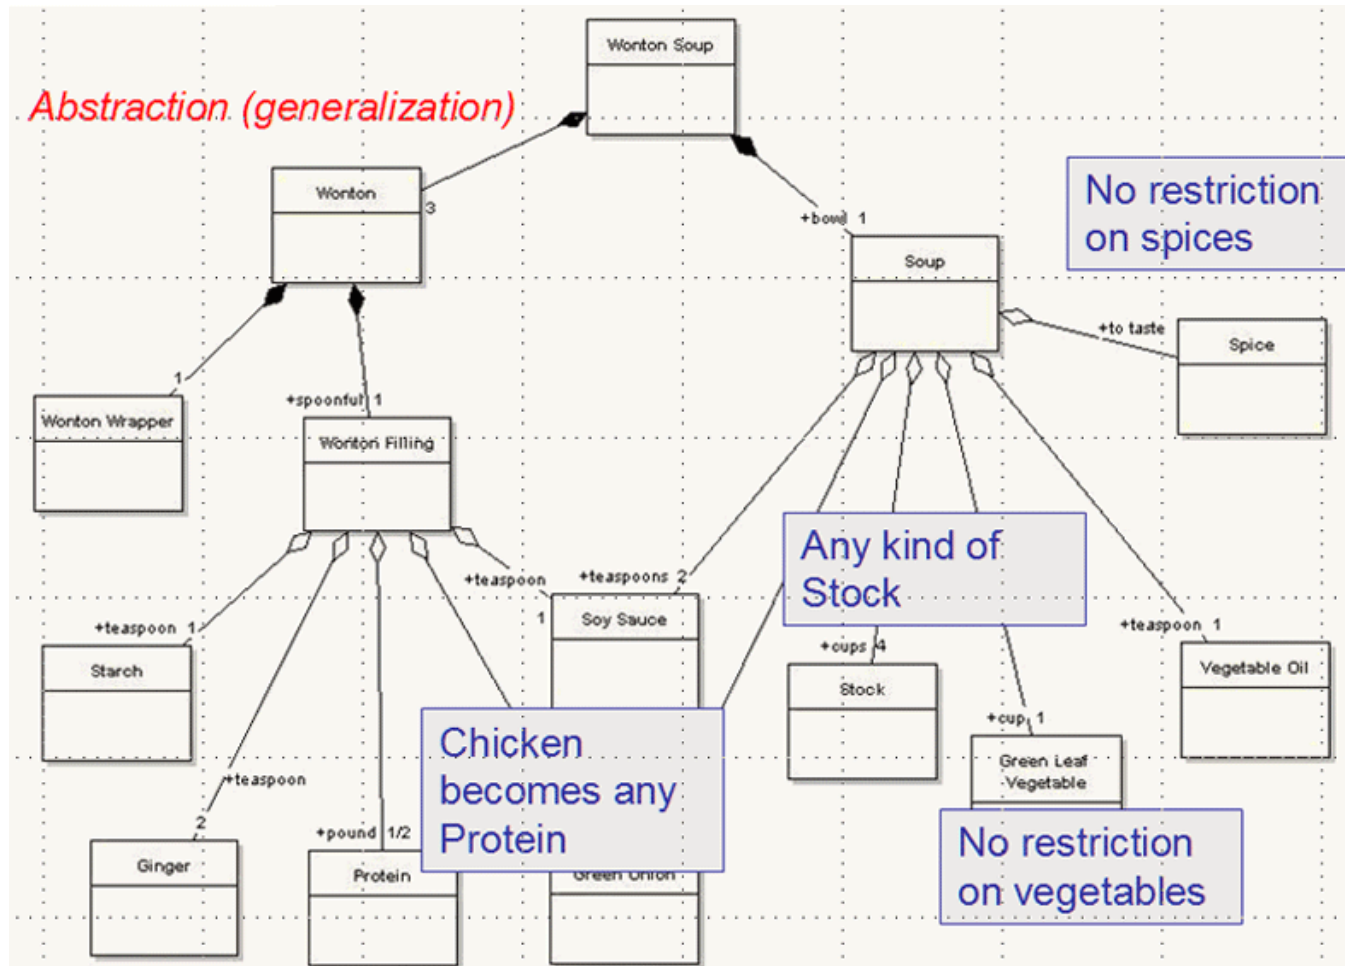 Wonton Soup
Abstraction (generalization)
Wonton
3
+bowl 1
No restriction
on spices
Soup
+to taste
Spice
1
+spoonful 1
Wonton Wrapper
Wonton Filling
Any kind of
Stock
+teaspoon
1
+teaspoons 2
Soy Sauce
+teaspoon 1
Starch
+cups 4
Stock
+teaspoon 1
Vegetable Oil
+cup 1
Green Leaf
Vegetable
Chicken
becomes any
Protein
+teaspoon
2
Ginger
+pound 1/2
Protein
Green Onion
No restriction
on vegetables